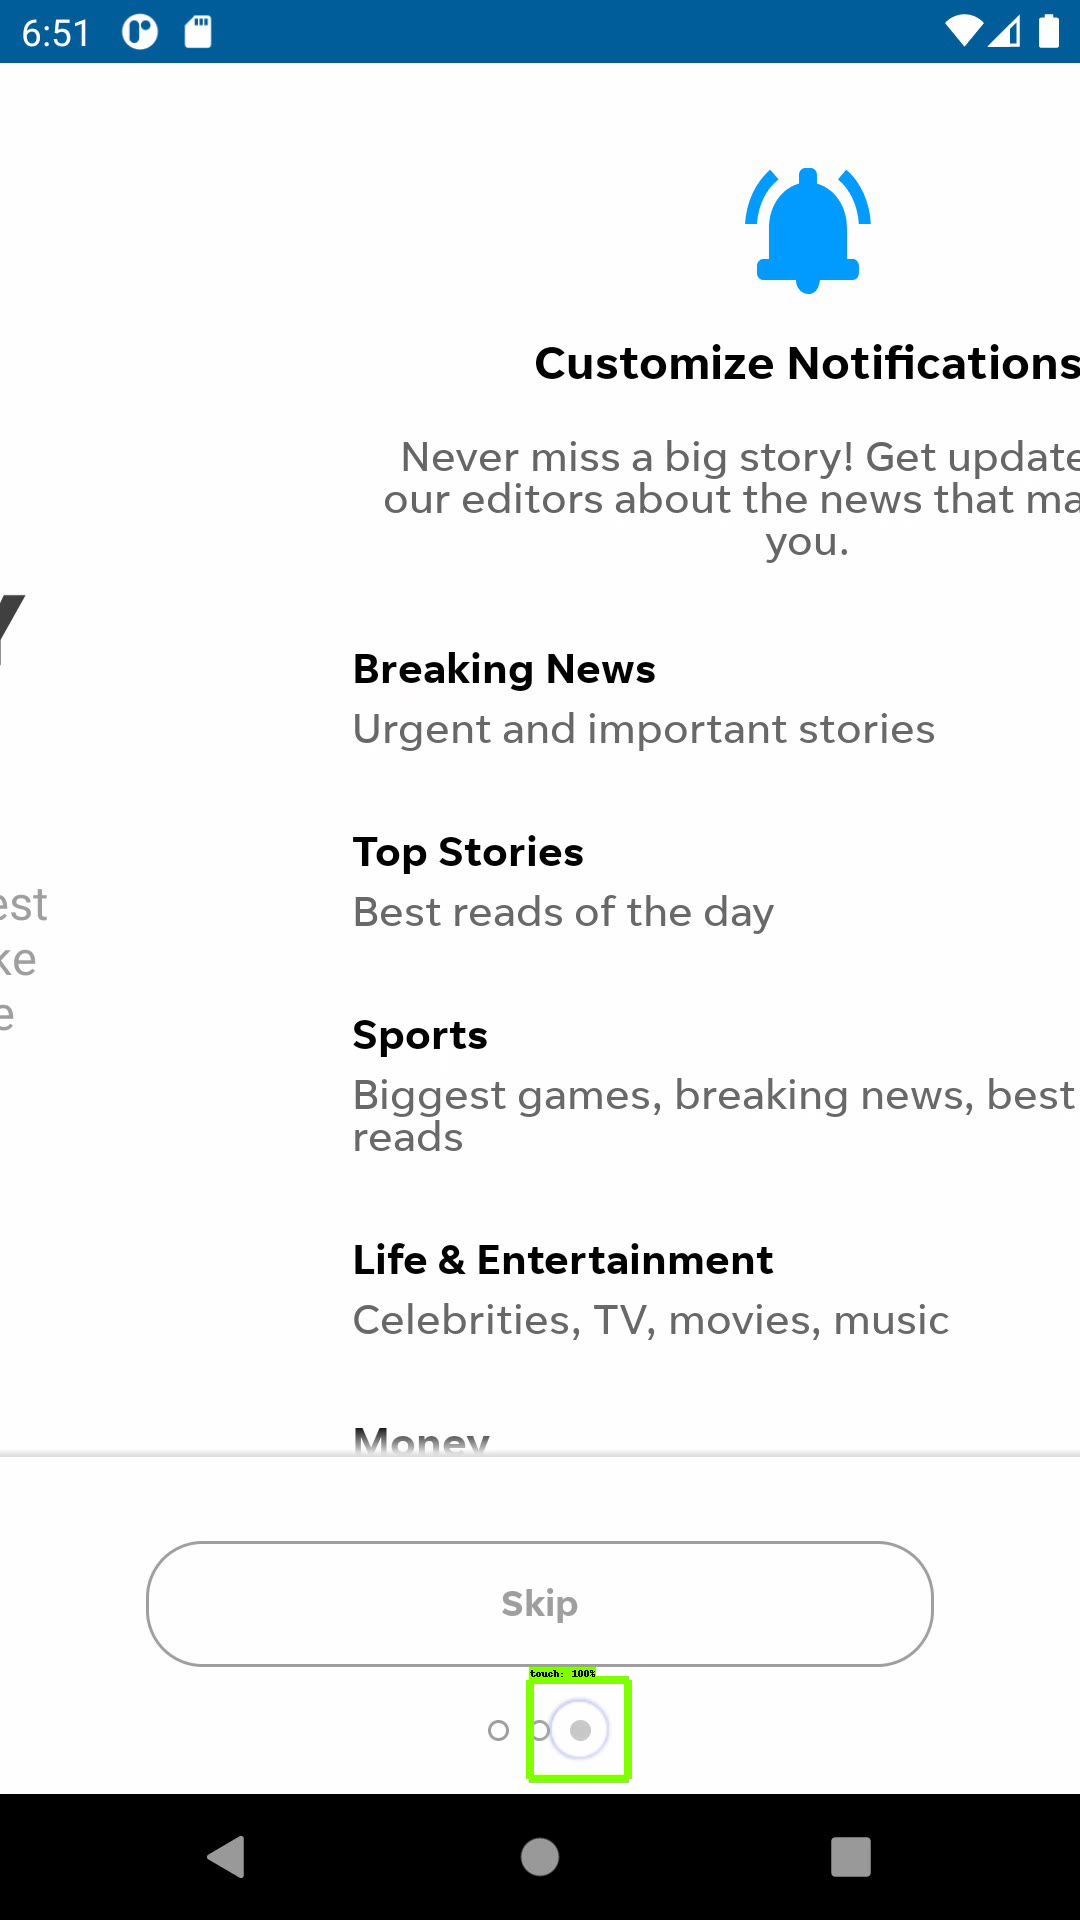 6:51
Customize Notifications
Never miss a big story! Get update
our editors about the news that ma
you.
Y
Breaking News
Urgent and important stories
Top Stories
Best reads of the day
est
ke
e
Sports
Biggest games, breaking news, best
reads
Life & Entertainment
Celebrities, TV, movies, music
Money
Skip
touch: 100%